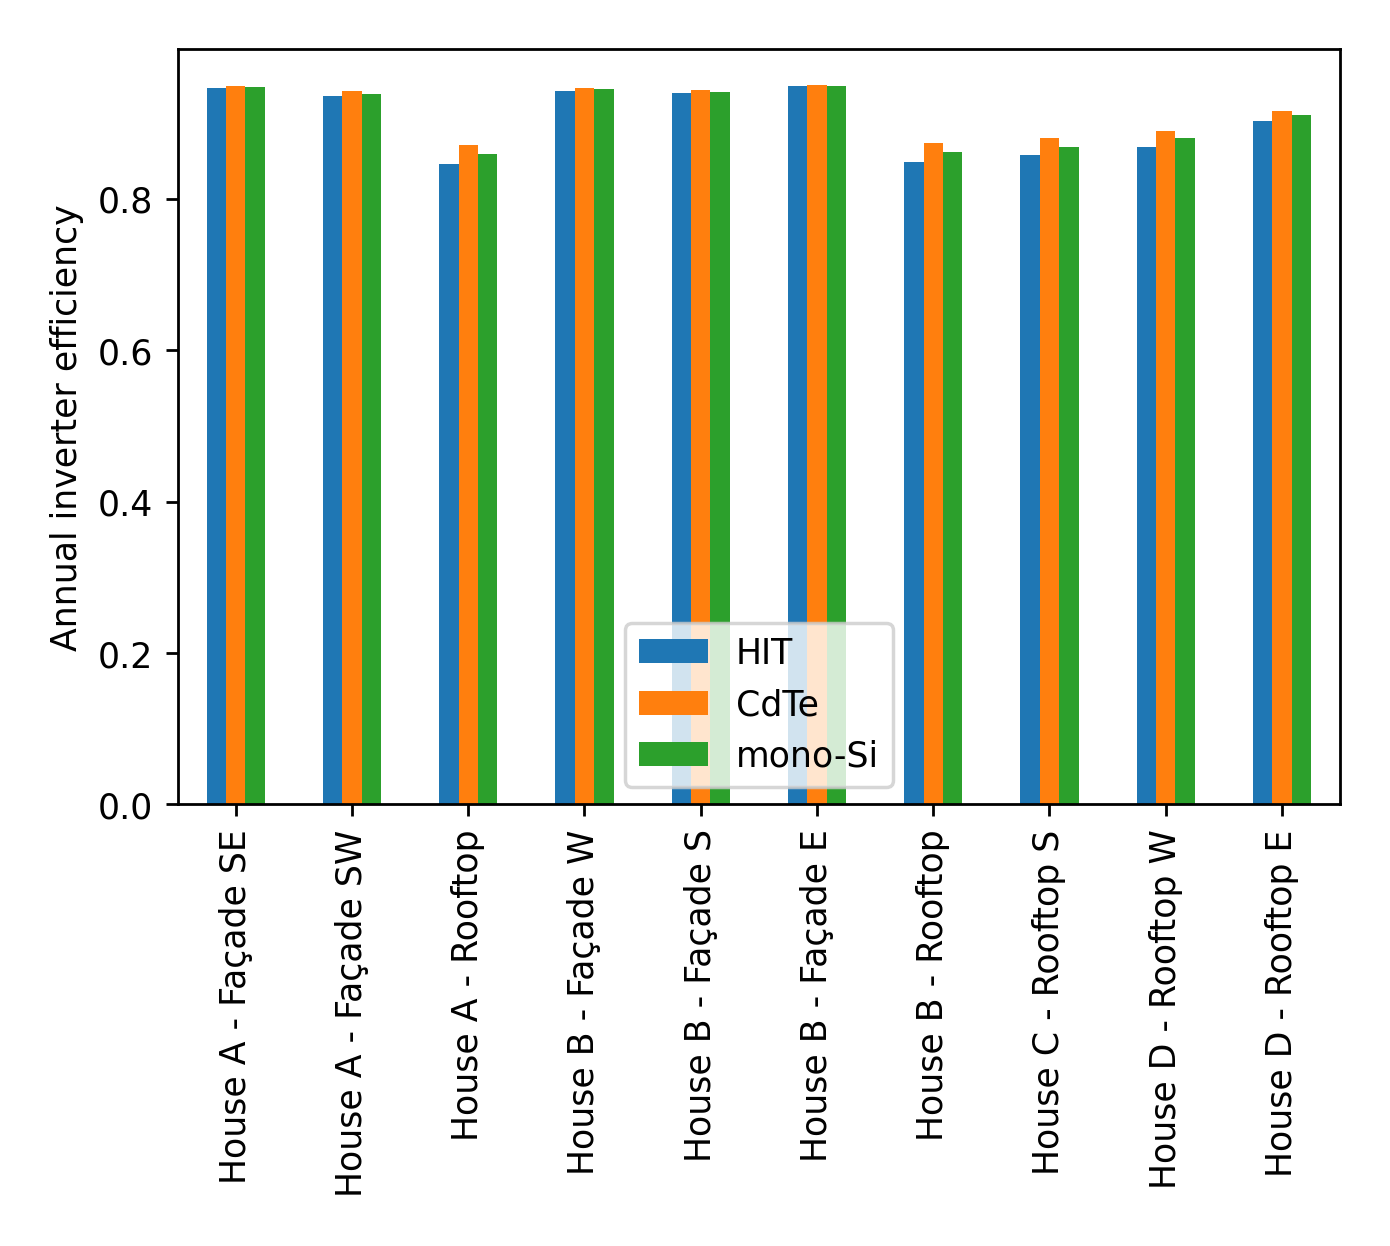 Annual inverter efficiency
0.8
0.6
0.4
0.2
0.0
HIT
CdTe
mono-Si
House A - Façade SE
House A - Façade SW
House A - Rooftop
House B - Façade W
House B - Façade S
House B - Façade E
House B - Rooftop
House C - Rooftop S
House D - Rooftop W
House D - Rooftop E